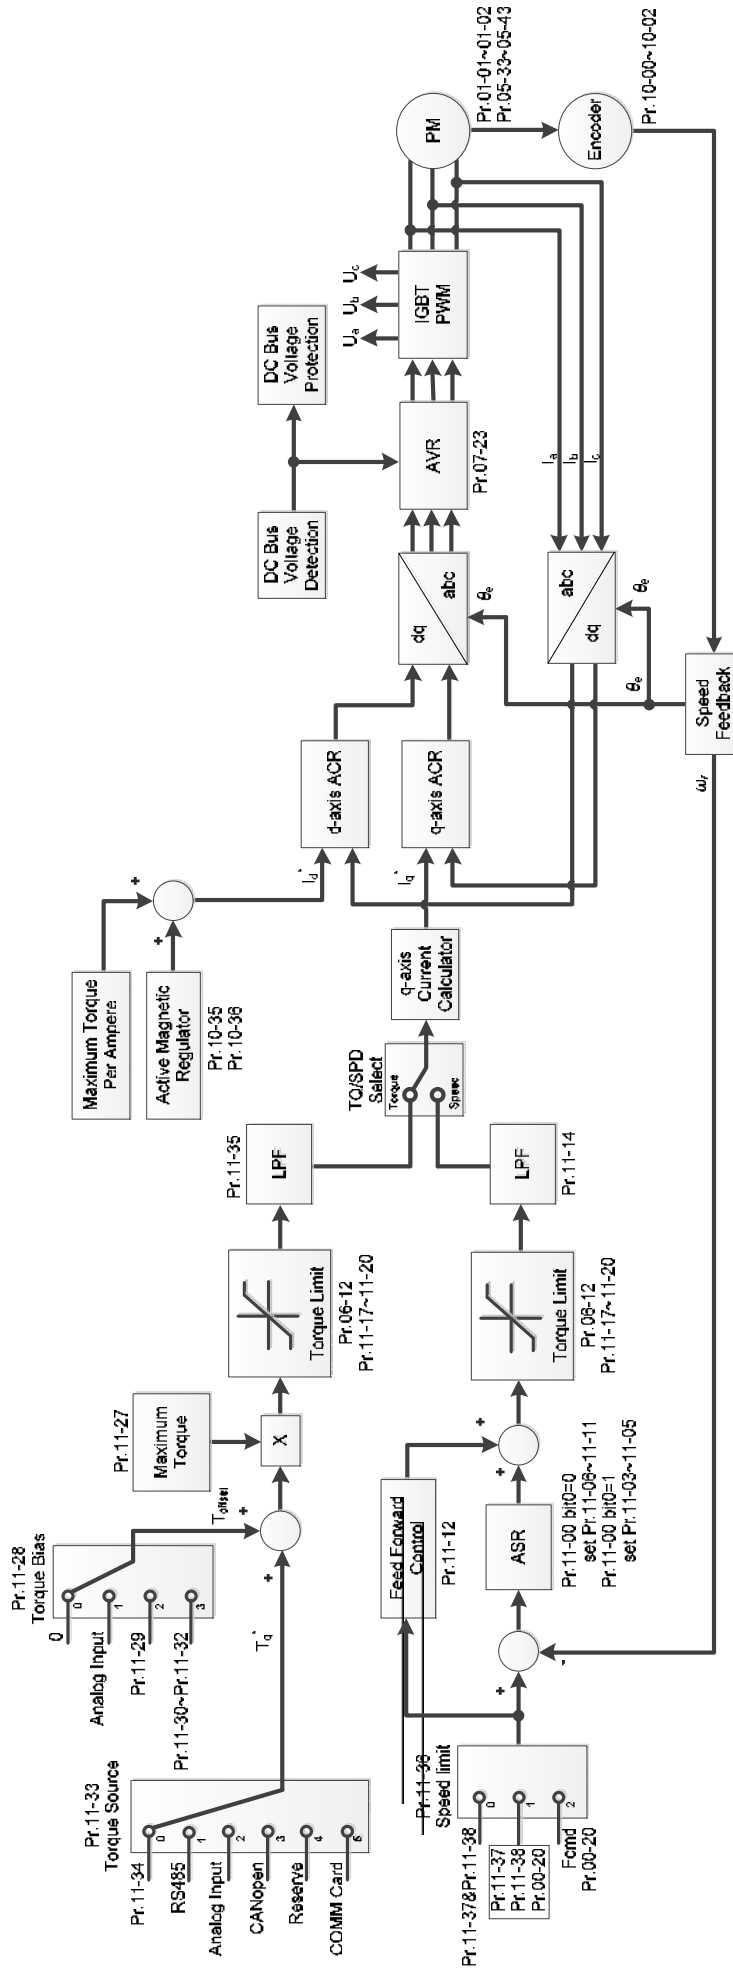 Pr.11-33
Torque Source
Pr.11-34
RS485
Analog Input
CANopen
Reserve
COMM Card
0
1
2
3
4
5
Tq*
Pr.11-28
Torque Bias
0
Analog Input
Pr.11-29
Pr.11-30~Pr.11-32
0
1
2
3
Toffsetl
+
+
Pr.11-27
Maximum
Torque
X
Torque Limit
Pr.06-12
Pr.11-17~11-20
Pr.11-35
LPF
Pr.11-36
Speed limit
Pr.11-37&Pr.11-38
Pr.11-37
Pr.11-38
Pr.00-20
Fcmd
Pr.00-20
0
1
2
+
-
Feed Forward
Control
Pr.11-12
ASR
Pr.11-00 bit0=0
set Pr.11-06~11-11
Pr.11-00 bit0=1
set Pr.11-03~11-05
+
+
Torque Limit
Pr.06-12
Pr.11-17~11-20
LPF
Pr.11-14
TQ/SPD
Select
Torque
Speed
q-axis
Current
Calculator
Maximum Torque
Per Ampere
Active Magnetic
Regulator
Pr.10-35
Pr.10-36
+
+
Id*
Iq*
d-axis ACR
q-axis ACR
dq
abc
θe
DC Bus
Voltage
Detection
DC Bus
Voltage
Protection
AVR
Pr.07-23
IGBT
PWM
Ua
Ub
Uc
PM
Pr.01-01~01-02
Pr.05-33~05-43
Encoder
Pr.10-00~10-02
Ia
Ib
Ic
abc
dq
θe
θe
Speed
Feedback
ωr